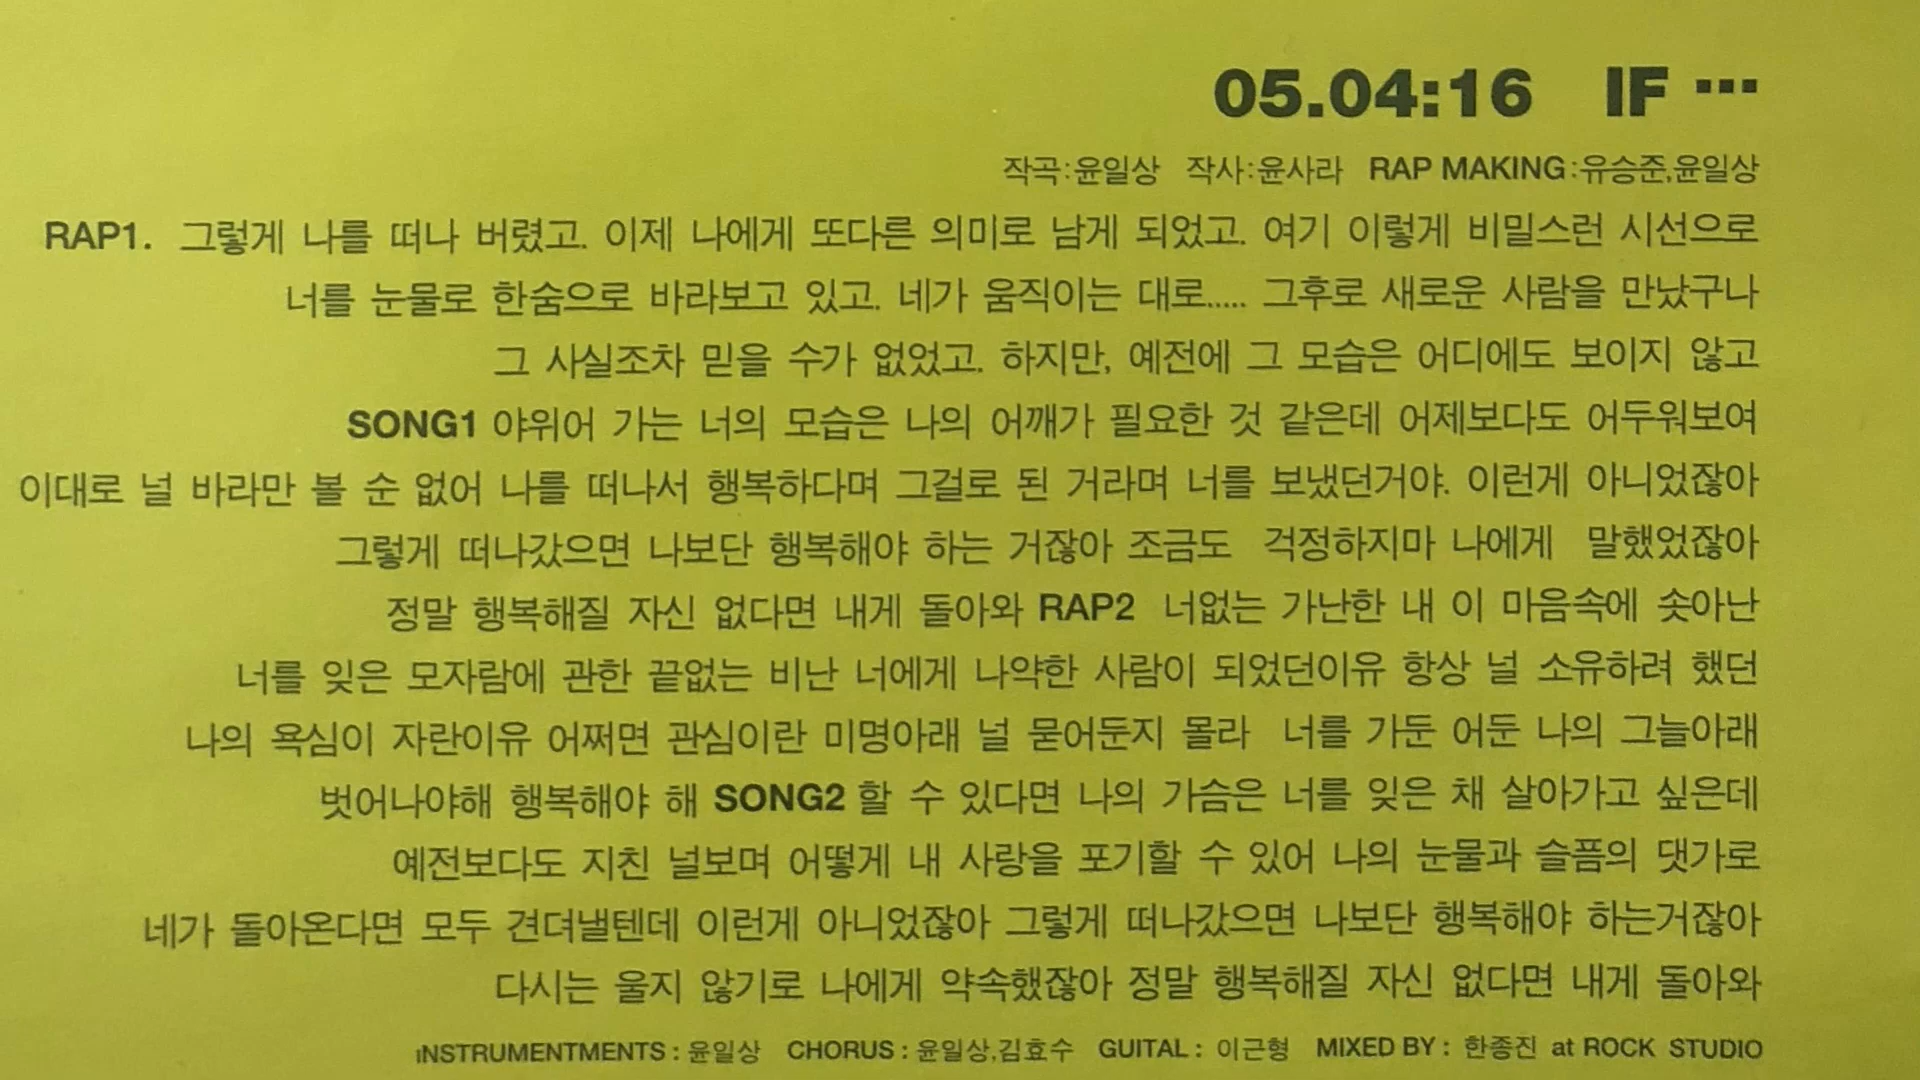 05.04:16 IF ...
작곡:윤일상 작사:윤사라 RAP MAKING:유승준,윤일상
RAP1. 그렇게 나를 떠나 버렸고. 이제 나에게 또다른 의미로 남게 되었고. 여기 이렇게 비밀스런 시선으로
너를 눈물로 한숨으로 바라보고 있고. 네가 움직이는 대로..... 그후로 새로운 사람을 만났구나
그 사실조차 믿을 수가 없었고. 하지만, 예전에 그 모습은 어디에도 보이지 않고
SONG1 야위어 가는 너의 모습은 나의 어깨가 필요한 것 같은데 어제보다도 어두워보여
이대로 널 바라만 볼 순 없어 나를 떠나서 행복하다며 그걸로 된 거라며 너를 보냈던거야. 이런게 아니었잖아
그렇게 떠나갔으면 나보단 행복해야 하는 거잖아 조금도 걱정하지마 나에게 말했었잖아
정말 행복해질 자신 없다면 내게 돌아와 RAP2 너없는 가난한 내 이 마음속에 솟아난
너를 잊은 모자람에 관한 끝없는 비난 너에게 나약한 사람이 되었던이유 항상 널 소유하려 했던
나의 욕심이 자란이유 어쩌면 관심이란 미명아래 널 묻어둔지 몰라 너를 가둔 어둔 나의 그늘아래
벗어나야해 행복해야 해 SONG2 할 수 있다면 나의 가슴은 너를 잊은 채 살아가고 싶은데
예전보다도 지친 널보며 어떻게 내 사랑을 포기할 수 있어 나의 눈물과 슬픔의 댓가로
네가 돌아온다면 모두 견뎌낼텐데 이런게 아니었잖아 그렇게 떠나갔으면 나보단 행복해야 하는거잖아
다시는 울지 않기로 나에게 약속했잖아 정말 행복해질 자신 없다면 내게 돌아와
iNSTRUMENTMENTS : 윤일상 CHORUS : 윤일상,김효수 GUITAL : 이근형 MIXED BY : 한종진 at ROCK STUDIO